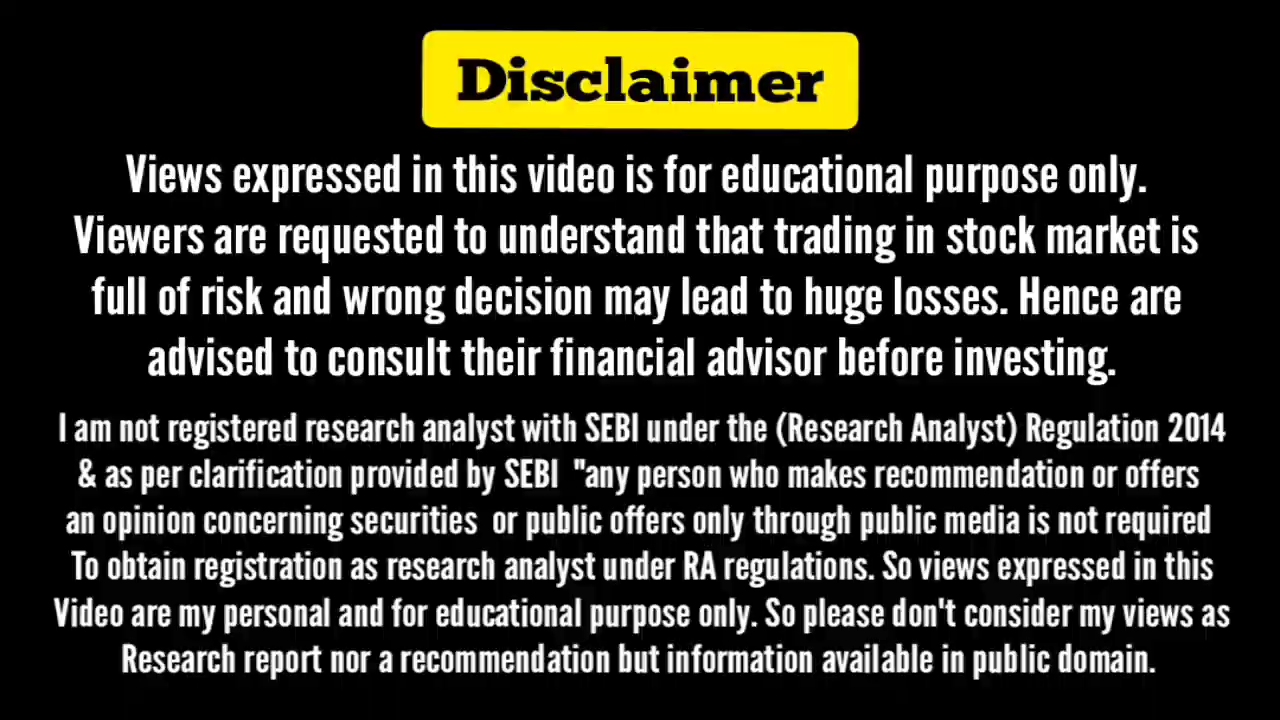 Disclaimer
Views expressed in this video is for educational purpose only.
Viewers are requested to understand that trading in stock market is
full of risk and wrong decision may lead to huge losses. Hence are
advised to consult their financial advisor before investing.
I am not registered research analyst with SEBI under the (Research Analyst) Regulation 2014
& as per clarification provided by SEBI "any person who makes recommendation or offers
an opinion concerning securities or public offers only through public media is not required
To obtain registration as research analyst under RA regulations. So views expressed in this
Video are my personal and for educational purpose only. So please don't consider my views as
Research report nor a recommendation but information available in public domain.